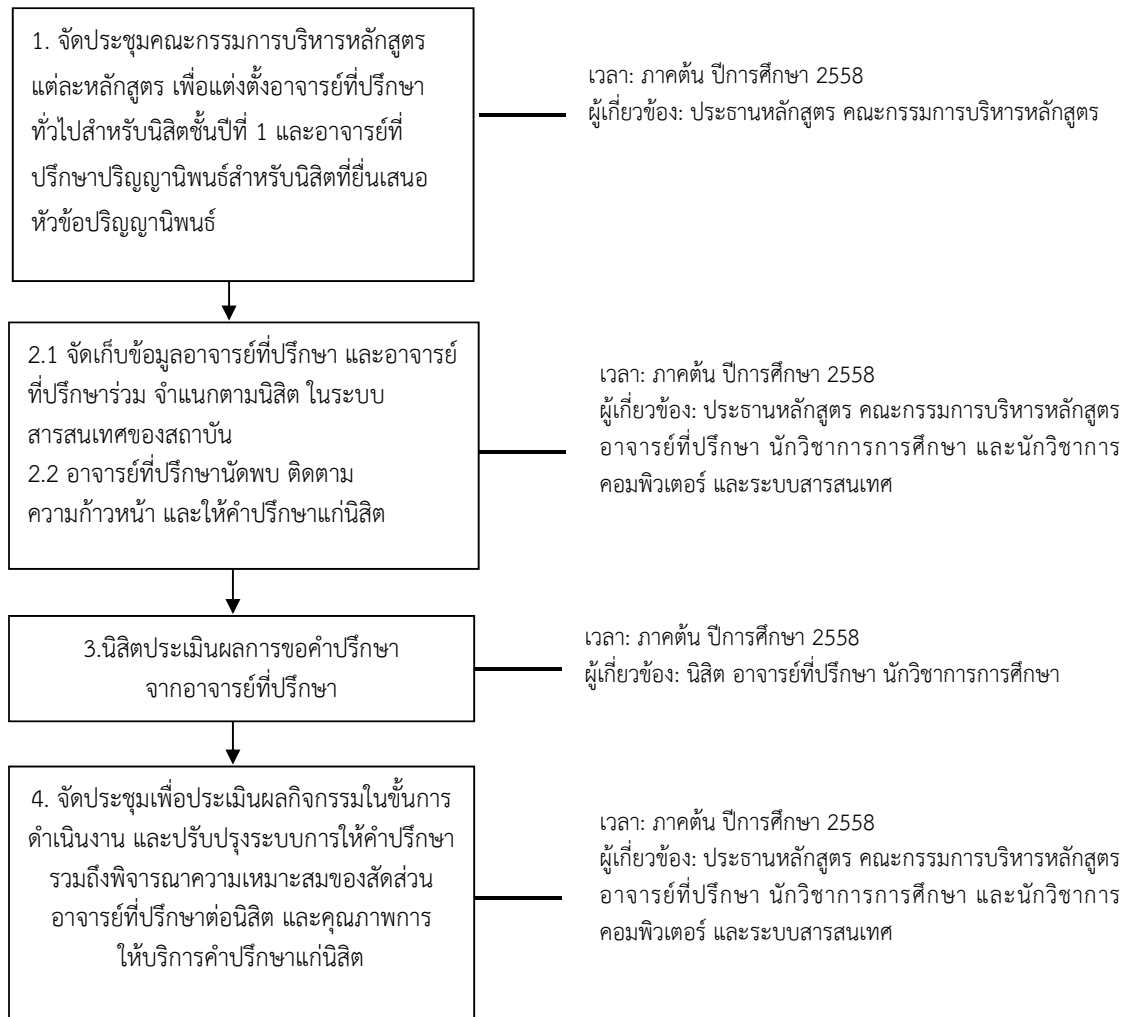 1. จัดประชุมคณะกรรมการบริหารหลักสูตร
แต่ละหลักสูตร เพื่อแต่งตั้งอาจารย์ที่ปรึกษา
ทั่วไปสำหรับนิสิตชั้นปีที่ 1 และอาจารย์ที่
ปรึกษาปริญญานิพนธ์สำหรับนิสิตที่ยื่นเสนอ
หัวข้อปริญญานิพนธ์
เวลา: ภาคต้น ปีการศึกษา 2558
ผู้เกี่ยวข้อง: ประธานหลักสูตร คณะกรรมการบริหารหลักสูตร
2.1 จัดเก็บข้อมูลอาจารย์ที่ปรึกษา และอาจารย์
ที่ปรึกษาร่วม จำแนกตามนิสิต ในระบบ
สารสนเทศของสถาบัน
2.2 อาจารย์ที่ปรึกษานัดพบ ติดตาม
ความก้าวหน้า และให้คำปรึกษาแก่นิสิต
เวลา: ภาคต้น ปีการศึกษา 2558
ผู้เกี่ยวข้อง: ประธานหลักสูตร คณะกรรมการบริหารหลักสูตร
อาจารย์ที่ปรึกษา นักวิชาการการศึกษา และนักวิชาการ
คอมพิวเตอร์ และระบบสารสนเทศ
3.นิสิตประเมินผลการขอคำปรึกษา
จากอาจารย์ที่ปรึกษา
เวลา: ภาคต้น ปีการศึกษา 2558
ผู้เกี่ยวข้อง: นิสิต อาจารย์ที่ปรึกษา นักวิชาการการศึกษา
4. จัดประชุมเพื่อประเมินผลกิจกรรมในขั้นการ
ดำเนินงาน และปรับปรุงระบบการให้คำปรึกษา
รวมถึงพิจารณาความเหมาะสมของสัดส่วน
อาจารย์ที่ปรึกษาต่อนิสิต และคุณภาพการ
ให้บริการคำปรึกษาแก่นิสิต
เวลา: ภาคต้น ปีการศึกษา 2558
ผู้เกี่ยวข้อง: ประธานหลักสูตร คณะกรรมการบริหารหลักสูตร
อาจารย์ที่ปรึกษา นักวิชาการการศึกษา และนักวิชาการ
คอมพิวเตอร์ และระบบสารสนเทศ